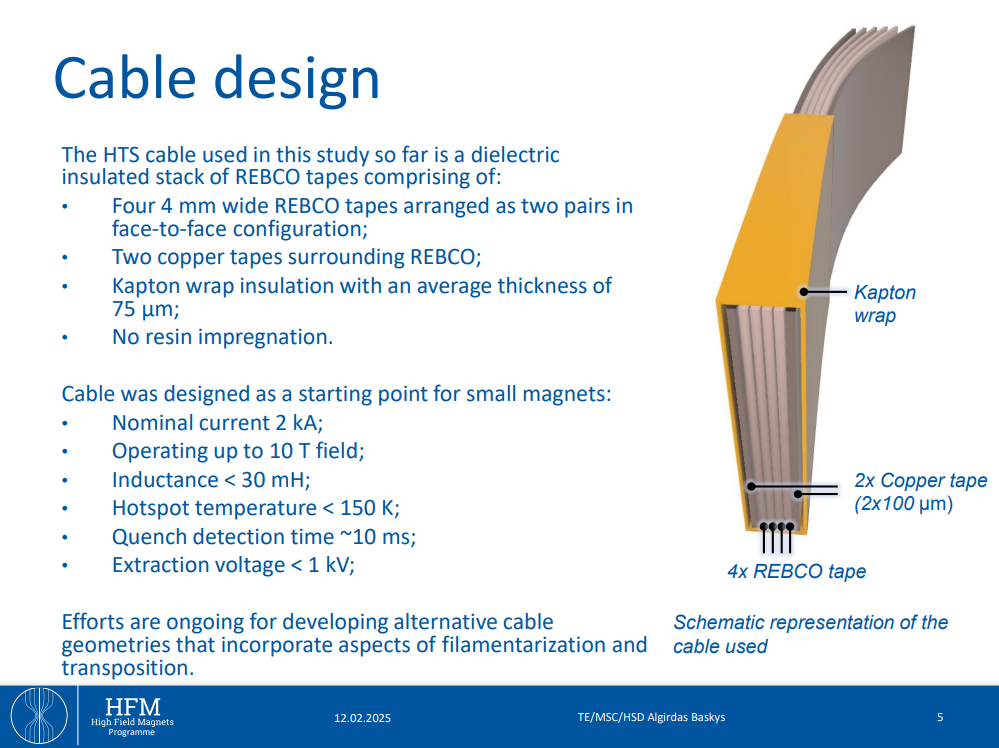 Cable design
The HTS cable used in this study so far is a dielectric
insulated stack of REBCO tapes comprising of:
• Four 4 mm wide REBCO tapes arranged as two pairs in
face-to-face configuration;
• Two copper tapes surrounding REBCO;
• Kapton wrap insulation with an average thickness of
75 µm;
• No resin impregnation.
Cable was designed as a starting point for small magnets:
• Nominal current 2 kA;
• Operating up to 10 T field;
• Inductance < 30 mH;
• Hotspot temperature < 150 K;
• Quench detection time ~10 ms;
• Extraction voltage < 1 kV;
Efforts are ongoing for developing alternative cable
geometries that incorporate aspects of filamentarization and
transposition.
Kapton
wrap
2x Copper tape
(2x100 µm)
4x REBCO tape
Schematic representation of the
cable used
HFM
High Field Magnets
Programme
12.02.2025
TE/MSC/HSD Algirdas Baskys
5